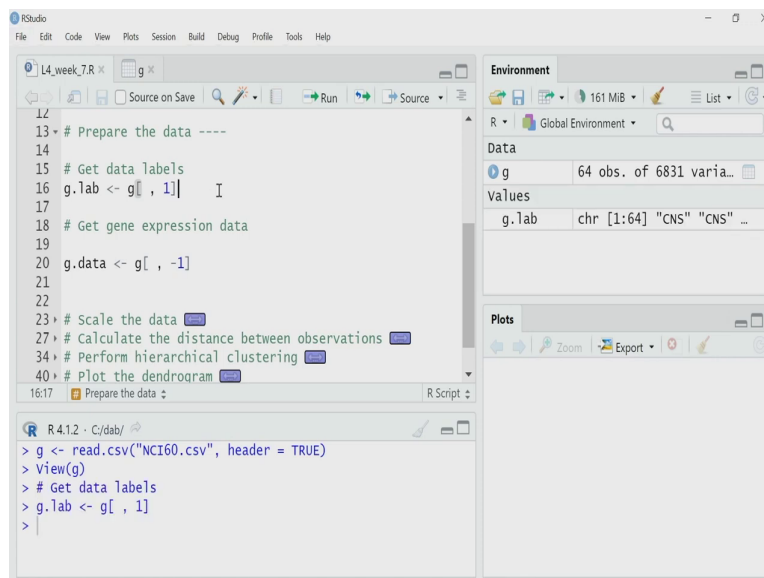 RStudio
File Edit Code View Plots Session Build Debug Profile Tools Help
L4_week_7.R × g ×
Source on Save Run Source
12
13 # Prepare the data ----
14
15 # Get data labels
16 g.lab <- g[ , 1]
17
18 # Get gene expression data
19
20 g.data <- g[ , -1]
21
22
23 # Scale the data
27 # Calculate the distance between observations
34 # Perform hierarchical clustering
40 # Plot the dendrogram
16:17 # Prepare the data R Script
R 4.1.2 · C:/dab/
> g <- read.csv("NCI60.csv", header = TRUE)
> View(g)
> # Get data labels
> g.lab <- g[ , 1]
>
Environment
161 MiB List
R Global Environment
Data
g 64 obs. of 6831 varia…
Values
g.lab chr [1:64] "CNS" "CNS" …
Plots
Zoom Export